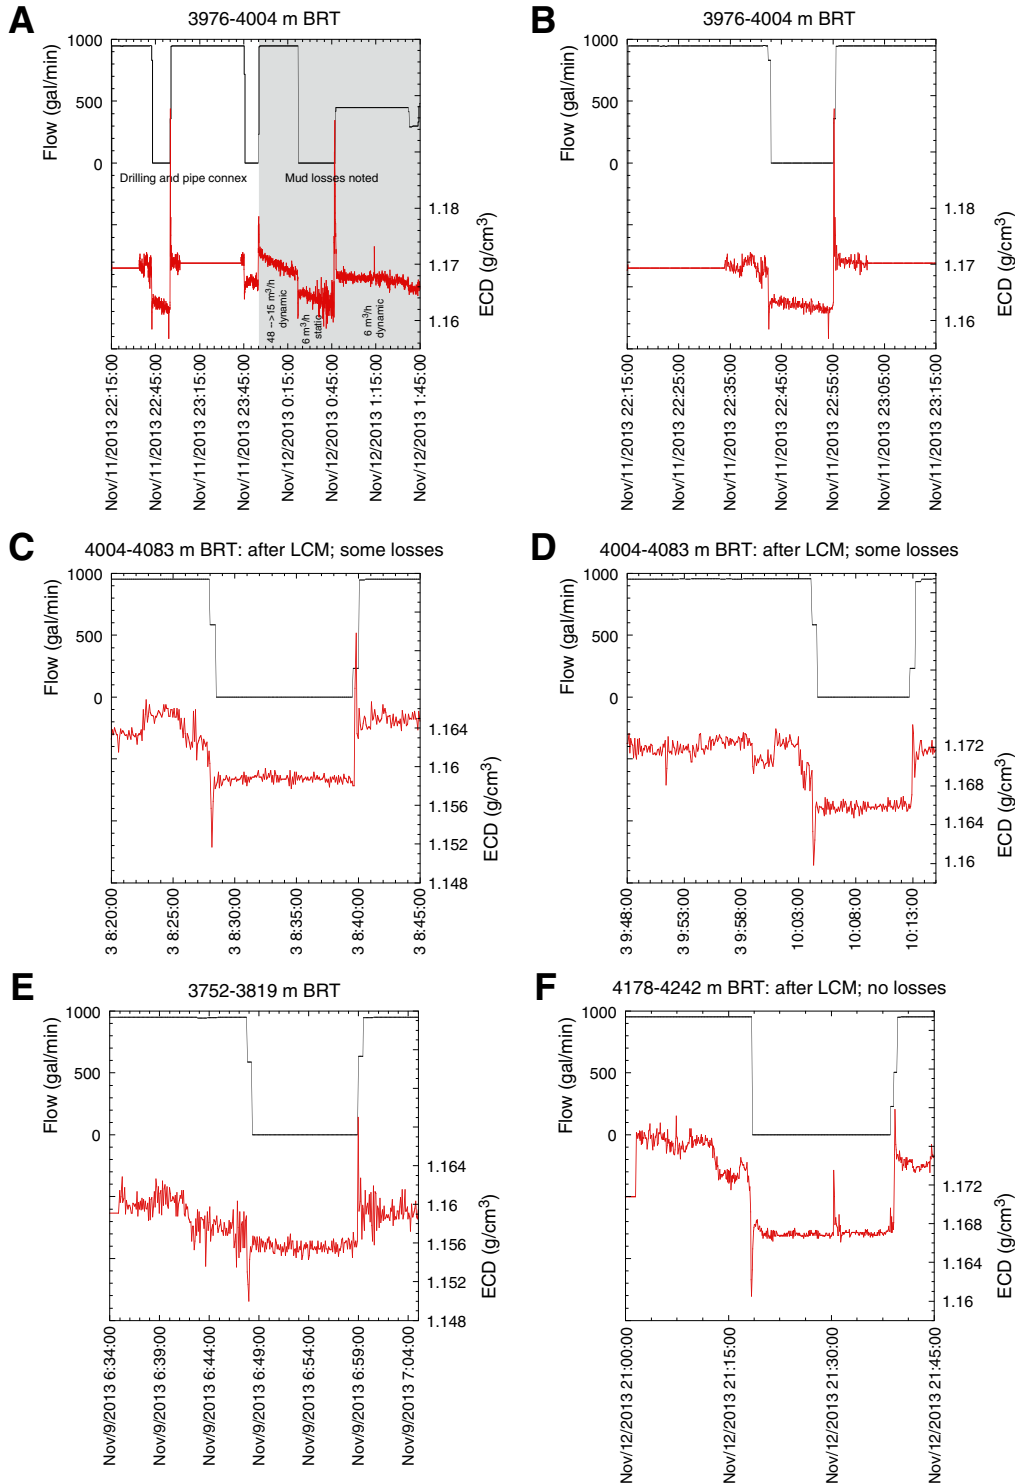 A
3976-4004 m BRT
Flow (gal/min)
1000
500
0
Drilling and pipe connex
Mud losses noted
48 -->15 m³/h
dynamic
6 m³/h
static
6 m³/h
dynamic
1.18
1.17
1.16
ECD (g/cm³)
Nov/11/2013 22:15:00
Nov/11/2013 22:45:00
Nov/11/2013 23:15:00
Nov/11/2013 23:45:00
Nov/12/2013 0:15:00
Nov/12/2013 0:45:00
Nov/12/2013 1:15:00
Nov/12/2013 1:45:00
B
3976-4004 m BRT
Flow (gal/min)
1000
500
0
1.18
1.17
1.16
ECD (g/cm³)
Nov/11/2013 22:15:00
Nov/11/2013 22:25:00
Nov/11/2013 22:35:00
Nov/11/2013 22:45:00
Nov/11/2013 22:55:00
Nov/11/2013 23:05:00
Nov/11/2013 23:15:00
C
4004-4083 m BRT: after LCM; some losses
Flow (gal/min)
1000
500
0
1.164
1.16
1.156
1.152
1.148
ECD (g/cm³)
3 8:20:00
3 8:25:00
3 8:30:00
3 8:35:00
3 8:40:00
3 8:45:00
D
4004-4083 m BRT: after LCM; some losses
Flow (gal/min)
1000
500
0
1.172
1.168
1.164
1.16
ECD (g/cm³)
3 9:48:00
3 9:53:00
3 9:58:00
10:03:00
10:08:00
10:13:00
E
3752-3819 m BRT
Flow (gal/min)
1000
500
0
1.164
1.16
1.156
1.152
1.148
ECD (g/cm³)
Nov/9/2013 6:34:00
Nov/9/2013 6:39:00
Nov/9/2013 6:44:00
Nov/9/2013 6:49:00
Nov/9/2013 6:54:00
Nov/9/2013 6:59:00
Nov/9/2013 7:04:00
F
4178-4242 m BRT: after LCM; no losses
Flow (gal/min)
1000
500
0
1.172
1.168
1.164
1.16
ECD (g/cm³)
Nov/12/2013 21:00:00
Nov/12/2013 21:15:00
Nov/12/2013 21:30:00
Nov/12/2013 21:45:00